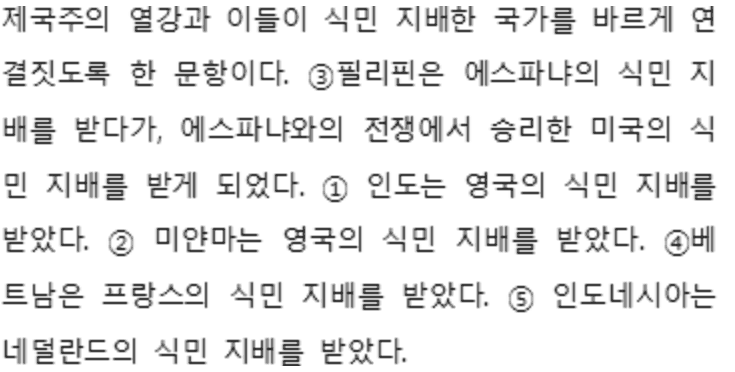 제국주의 열강과 이들이 식민 지배한 국가를 바르게 연
결짓도록 한 문항이다. ③필리핀은 에스파냐의 식민 지
배를 받다가, 에스파냐와의 전쟁에서 승리한 미국의 식
민 지배를 받게 되었다. ① 인도는 영국의 식민 지배를
받았다. ② 미얀마는 영국의 식민 지배를 받았다. ④베
트남은 프랑스의 식민 지배를 받았다. ⑤ 인도네시아는
네덜란드의 식민 지배를 받았다.